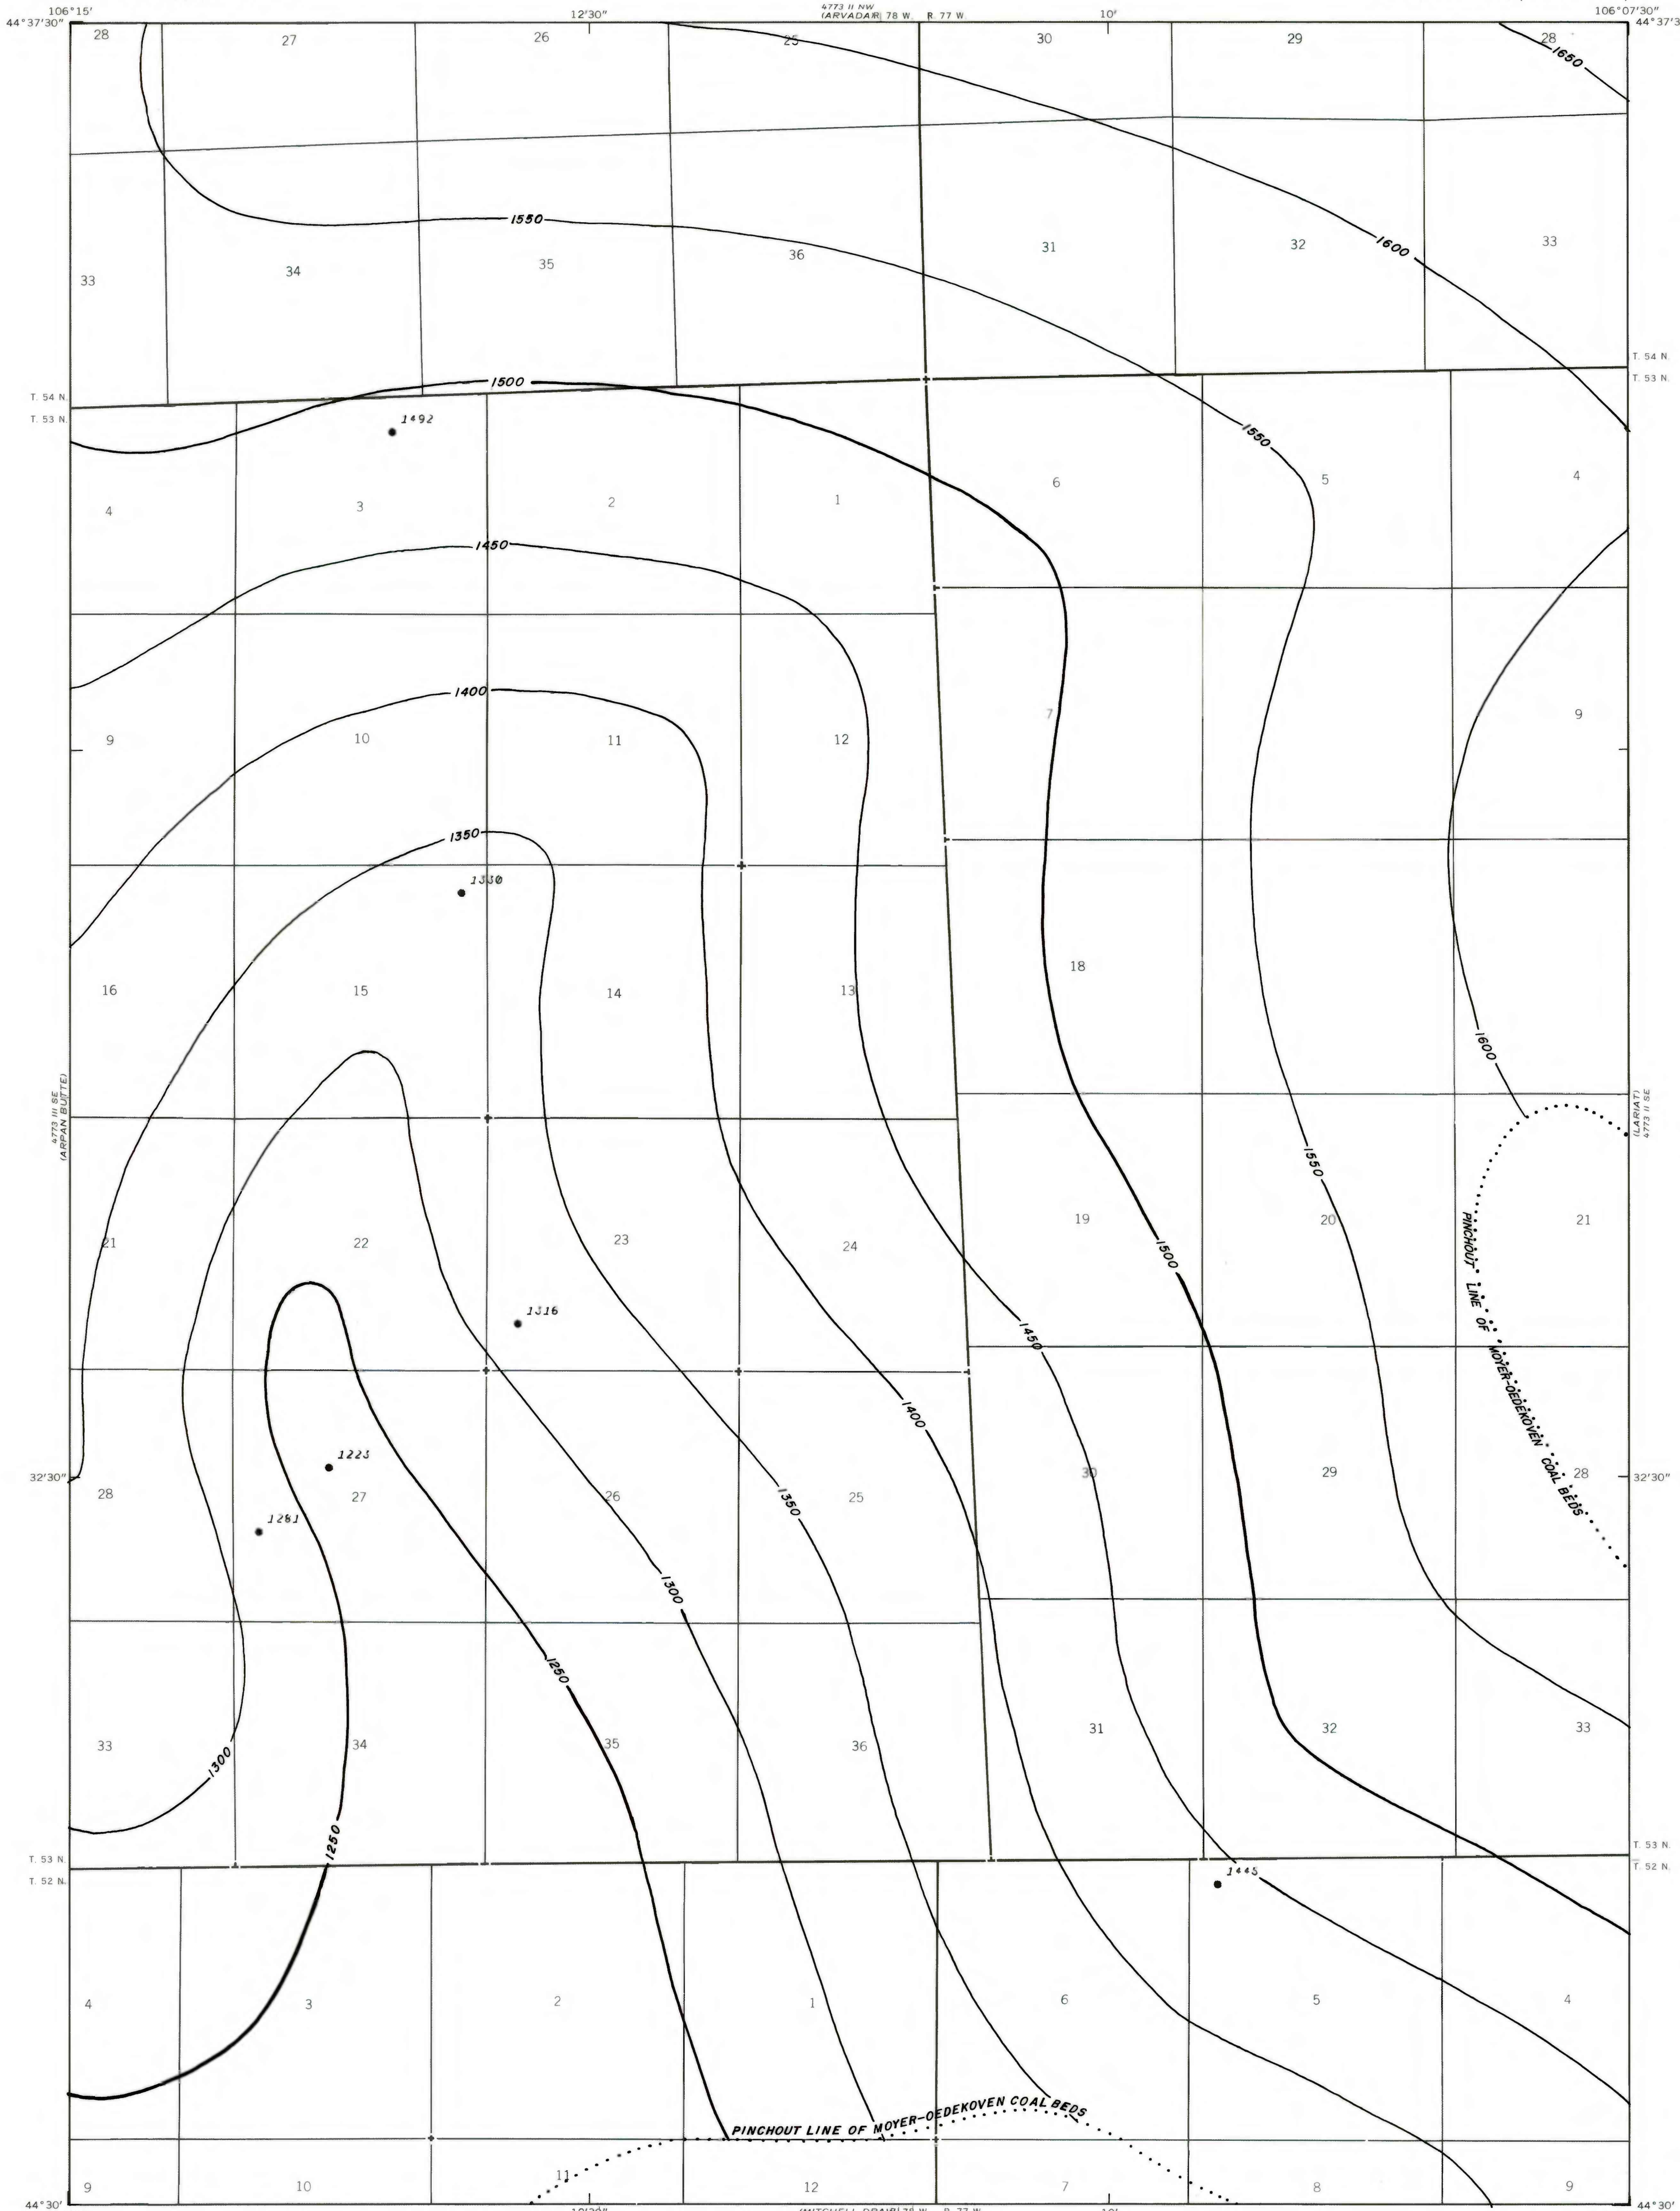 4773 II NW
106°15' 12'30" (ARVADA) R. 78 W. R. 77 W. 10' 106°07'30"
44°37'30" 44°37'3
28 27 26 25 30 29 28
1650
1550
1600
33 34 35 36 31 32 33
T. 54 N. T. 54 N.
T. 53 N. T. 53 N.
1500
1492
1550
4 3 2 1 6 5 4
1450
1400
9 10 11 12 7 9
1350
1330
16 15 14 13 18
1600
4773 III SE
(ARPAN BUTTE)
(LARIAT)
4773 II SE
1550
21 22 23 24 19 20 21
1500
PINCHOUT LINE OF MOYER-OEDEKOVEN COAL BEDS
1316
1450
1400
1223
32'30" 32'30"
28 27 26 25 30 29 28
1350
1281
1300
1250
33 34 35 36 31 32 33
1300
1250
T. 53 N. T. 53 N.
T. 52 N. T. 52 N.
1445
4 3 2 1 6 5 4
PINCHOUT LINE OF MOYER-OEDEKOVEN COAL BEDS
9 10 11 12 7 8 9
44°30' 44°30'